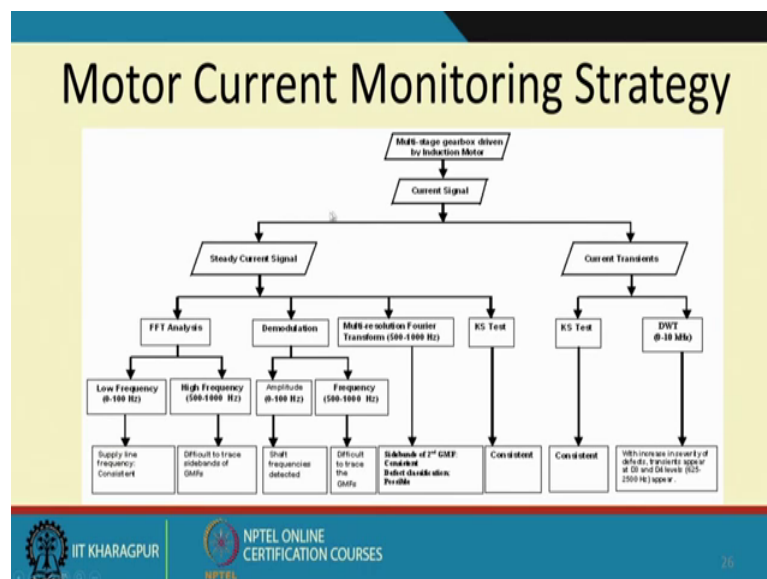 Motor Current Monitoring Strategy
Multi-stage gearbox driven
by Induction Motor
Current Signal
Steady Current Signal
Current Transients
FFT Analysis
Demodulation
Multi-resolution Fourier
Transform (500-1000 Hz)
KS Test
KS Test
DWT
(0-10 kHz)
Low Frequency
(0-100 Hz)
High Frequency
(500-1000 Hz)
Amplitude
(0-100 Hz)
Frequency
(500-1000 Hz)
Supply line
frequency:
Consistent
Difficult to trace
sidebands of
GMFs
Shaft
frequencies
detected
Difficult
to trace
the
GMFs
Sidebands of 2nd GMF:
Consistent
Defect classification:
Possible
Consistent
Consistent
With increase in severity of
defects, transients appear
at D3 and D4 levels (625-
2500 Hz) appear.
IIT KHARAGPUR
NPTEL ONLINE
CERTIFICATION COURSES
NPTEL
26